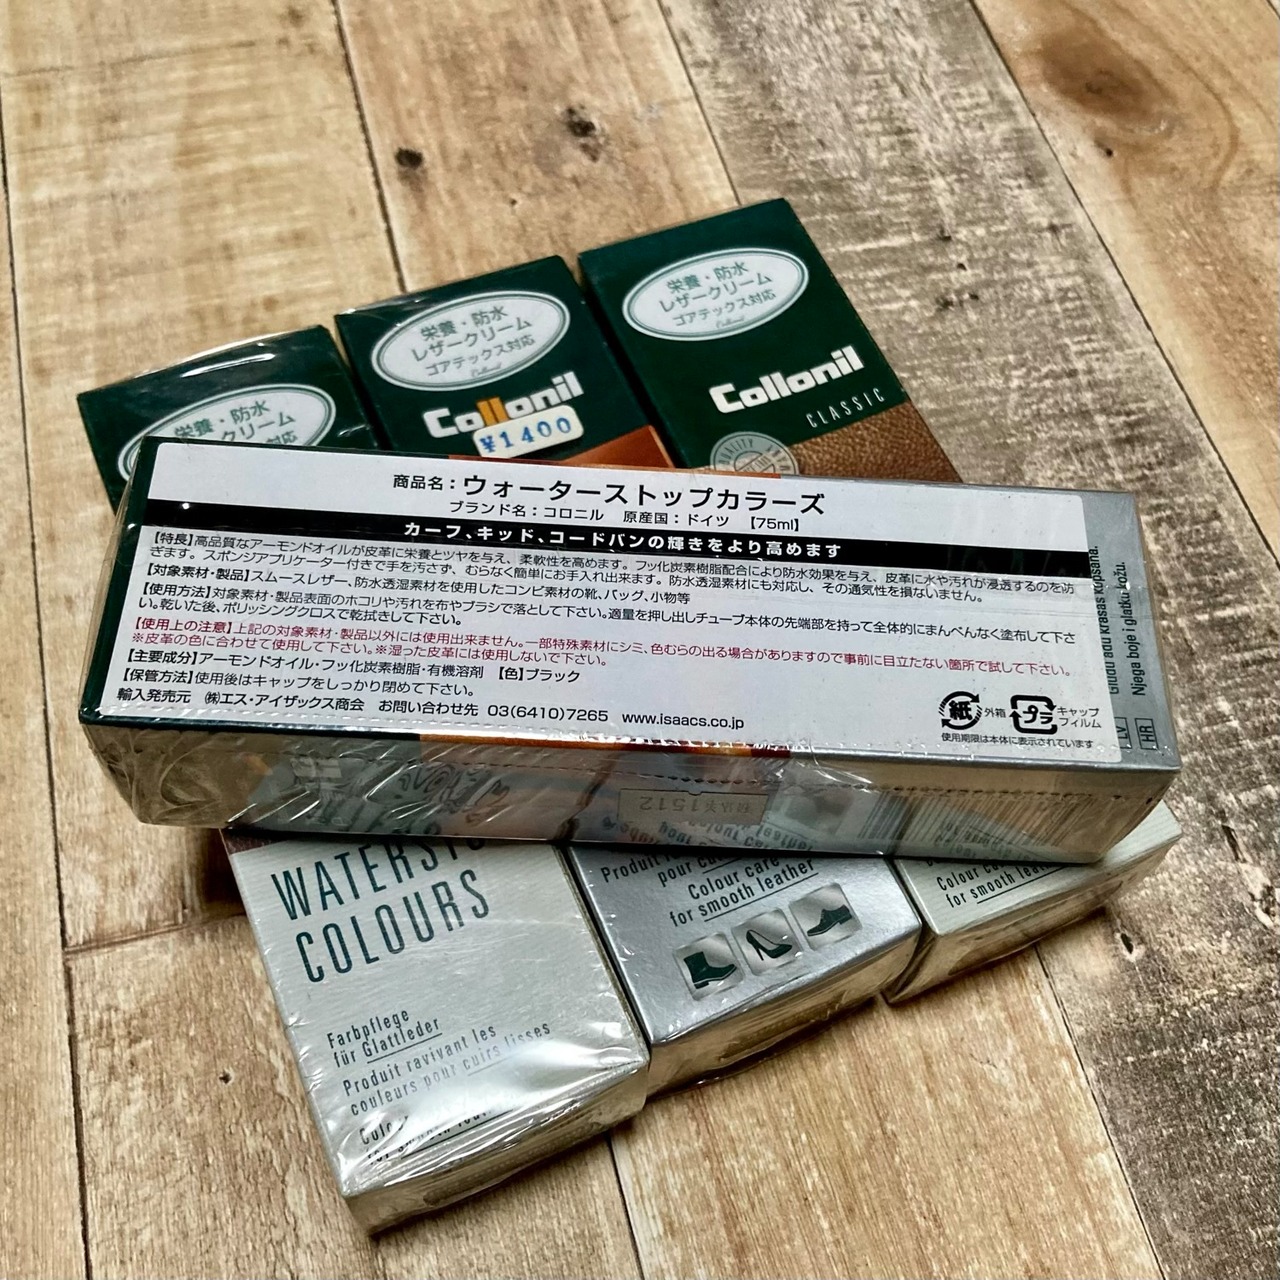 栄養・防水
レザークリーム
ゴアテックス対応
Collonil
Collonil
CLASSIC
栄養・防水
レザークリーム
ゴアテックス対応
Collonil
Collonil
¥1400
栄養・防水
クリーム
対応
商品名：ウォーターストップカラーズ
ブランド名：コロニル 原産国：ドイツ 【75ml】
カーフ、キッド、コードバンの輝きをより高めます
【特長】高品質なアーモンドオイルが皮革に栄養とツヤを与え、柔軟性を高めます。フッ化炭素樹脂配合により防水効果を与え、皮革に水や汚れが浸透するのを防
ぎます。スポンジアプリケーター付きで手を汚さず、むらなく簡単にお手入れ出来ます。防水透湿素材にも対応し、その通気性を損ないません。
【対象素材・製品】スムースレザー、防水透湿素材を使用したコンビ素材の靴、バッグ、小物等
【使用方法】対象素材・製品表面のホコリや汚れを布やブラシで落として下さい。適量を押し出しチューブ本体の先端部を持って全体的にまんべんなく塗布して下さ
い。乾いた後、ポリッシングクロスで乾拭きして下さい。
【使用上の注意】上記の対象素材・製品以外には使用出来ません。一部特殊素材にシミ、色むらの出る場合がありますので事前に目立たない箇所で試して下さい。
※皮革の色に合わせて使用して下さい。※湿った皮革には使用しないで下さい。
【主要成分】アーモンドオイル・フッ化炭素樹脂・有機溶剤 【色】ブラック
【保管方法】使用後はキャップをしっかり閉めて下さい。
輸入発売元 ㈱エス・アイザックス商会 お問い合わせ先 03(6410)7265 www.isaacs.co.jp
紙 外箱 プラ キャップ
フィルム
使用期限は本体に表示されています
Gludu ādu krāsas kopšana.
Njega boje i glatku kožu.
LV
HR
1512
WATERST
COLOURS
Farbpflege
für Glattleder
Produit ravivant les
couleurs pour cuirs lisses
Produit
pour
Colour care
for smooth leather
Colour care
for smooth